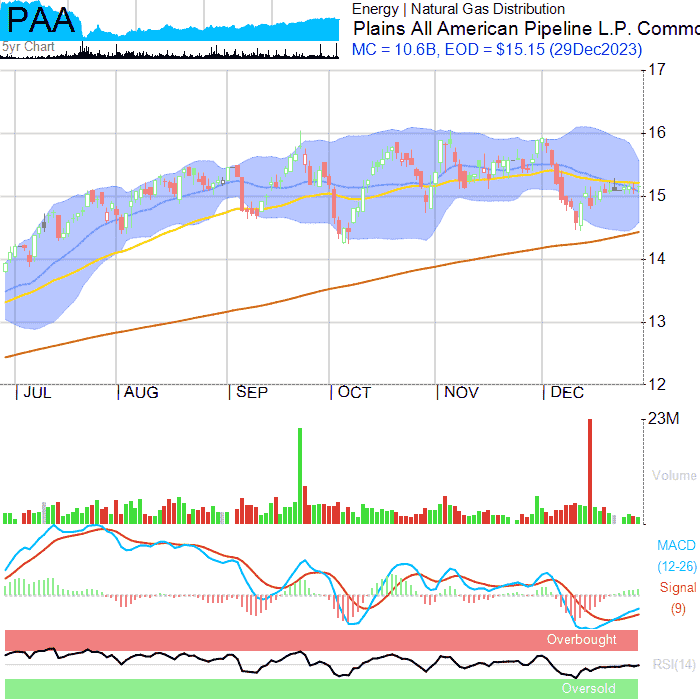 PAA
5yr Chart
Energy | Natural Gas Distribution
Plains All American Pipeline L.P. Commo
MC = 10.6B, EOD = $15.15 (29Dec2023)
17
16
15
14
13
12
| JUL | AUG | SEP | OCT | NOV | DEC
23M
Volume
MACD
(12-26)
Signal
(9)
Overbought
RSI(14)
Oversold